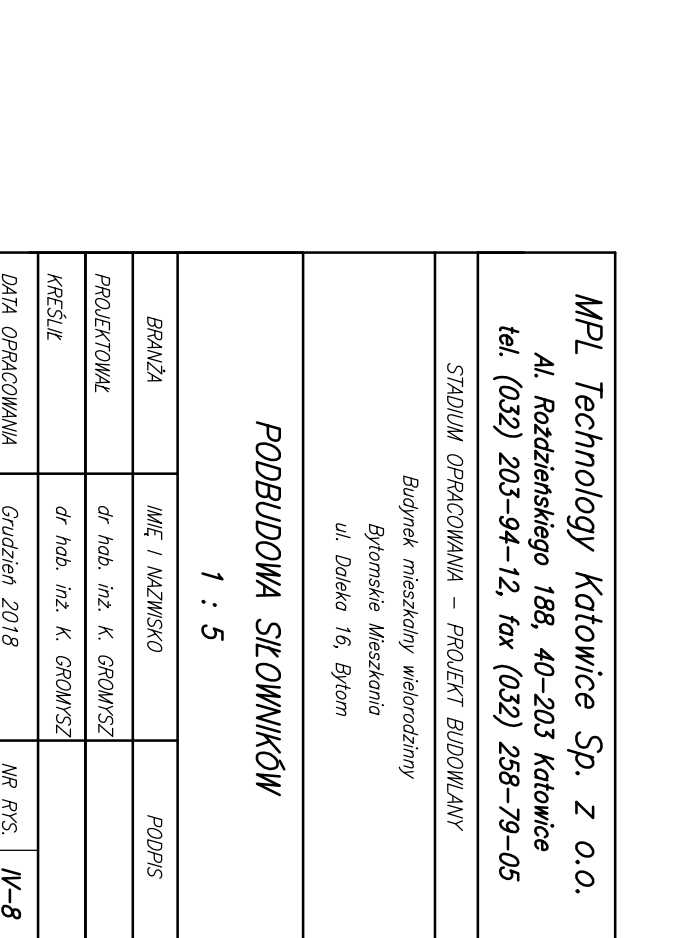 MPL Technology Katowice Sp. z o.o.
Al. Roździeńskiego 188, 40-203 Katowice
tel. (032) 203-94-12, fax (032) 258-79-05
STADIUM OPRACOWANIA - PROJEKT BUDOWLANY
Budynek mieszkalny wielorodzinny
Bytomskie Mieszkania
ul. Daleka 16, Bytom
PODBUDOWA SIŁOWNIKÓW
1 : 5
BRANŻA IMIĘ I NAZWISKO PODPIS
PROJEKTOWAŁ dr hab. inż. K. GROMYSZ
KREŚLIŁ dr hab. inż. K. GROMYSZ
DATA OPRACOWANIA Grudzień 2018 NR RYS. IV-8